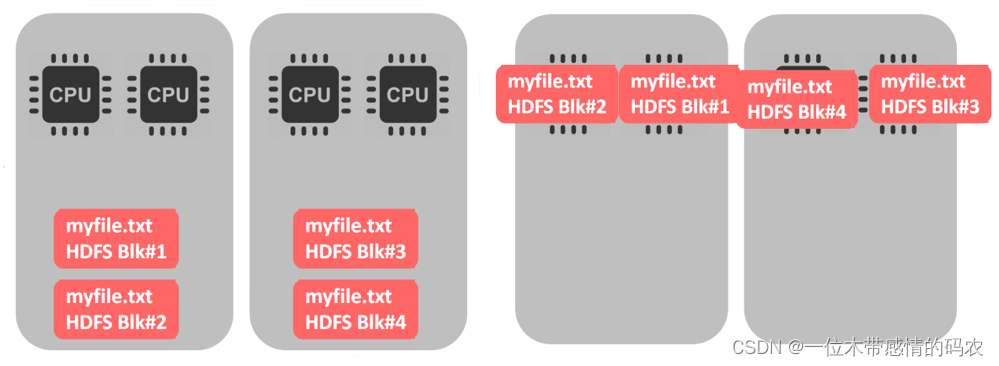 CPU
CPU
myfile.txt
HDFS Blk#1
myfile.txt
HDFS Blk#2
CPU
CPU
myfile.txt
HDFS Blk#3
myfile.txt
HDFS Blk#4
myfile.txt
HDFS Blk#2
myfile.txt
HDFS Blk#1
myfile.txt
HDFS Blk#4
myfile.txt
HDFS Blk#3
CSDN @一位木带感情的码农